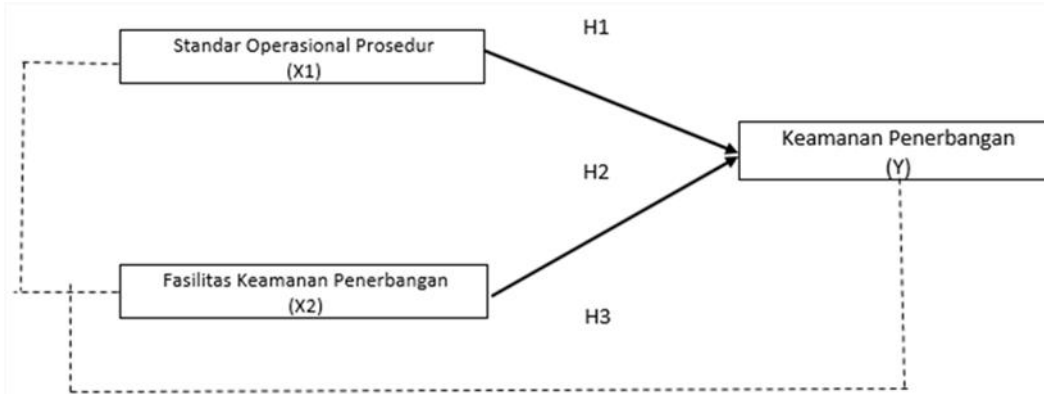 H1
Standar Operasional Prosedur
(X1)
Keamanan Penerbangan
(Y)
H2
Fasilitas Keamanan Penerbangan
(X2)
H3